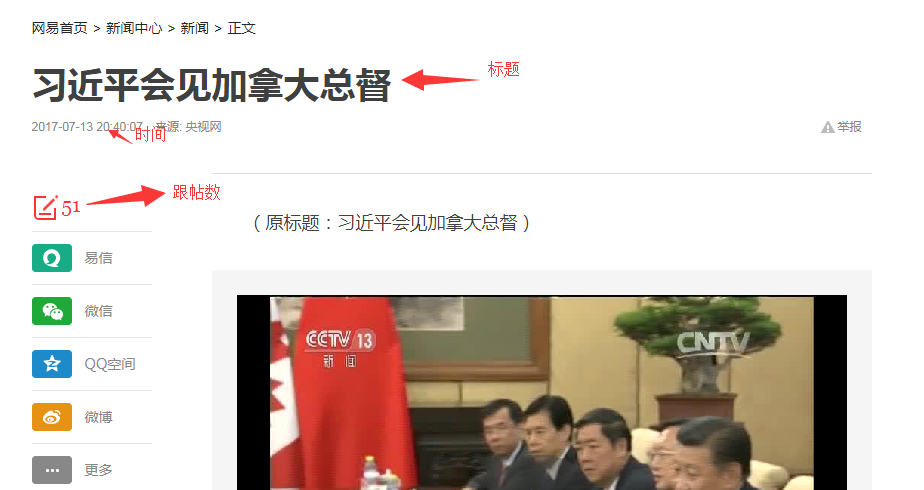 网易首页 > 新闻中心 > 新闻 > 正文
习近平会见加拿大总督
标题
2017-07-13 20:40:07 来源: 央视网
时间
举报
51
跟帖数
（原标题：习近平会见加拿大总督）
易信
微信
QQ空间
微博
更多
CCTV 13
新闻
CNTV